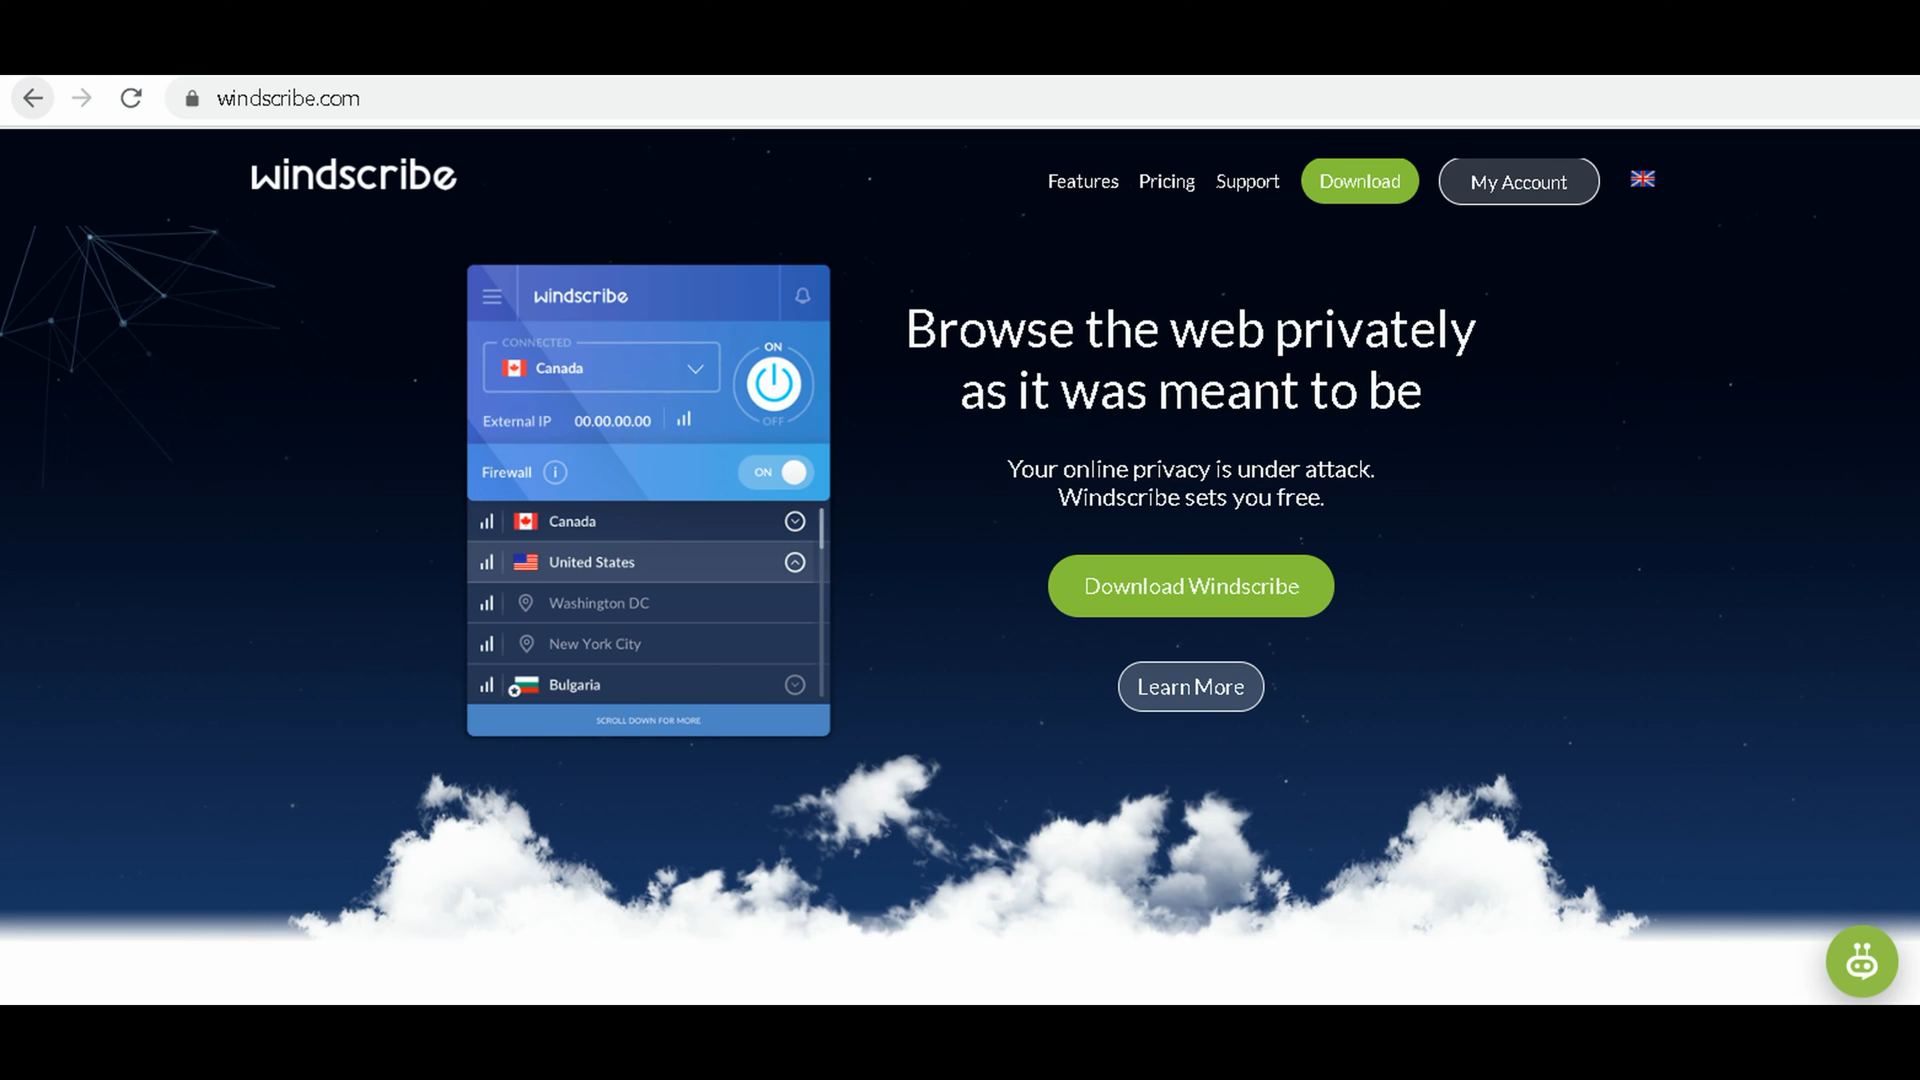 windscribe.com
windscribe
Features Pricing Support Download My Account
windscribe
CONNECTED
Canada
ON
OFF
External IP 00.00.00.00
Firewall i ON
Canada
United States
Washington DC
New York City
Bulgaria
SCROLL DOWN FOR MORE
Browse the web privately
as it was meant to be
Your online privacy is under attack.
Windscribe sets you free.
Download Windscribe
Learn More